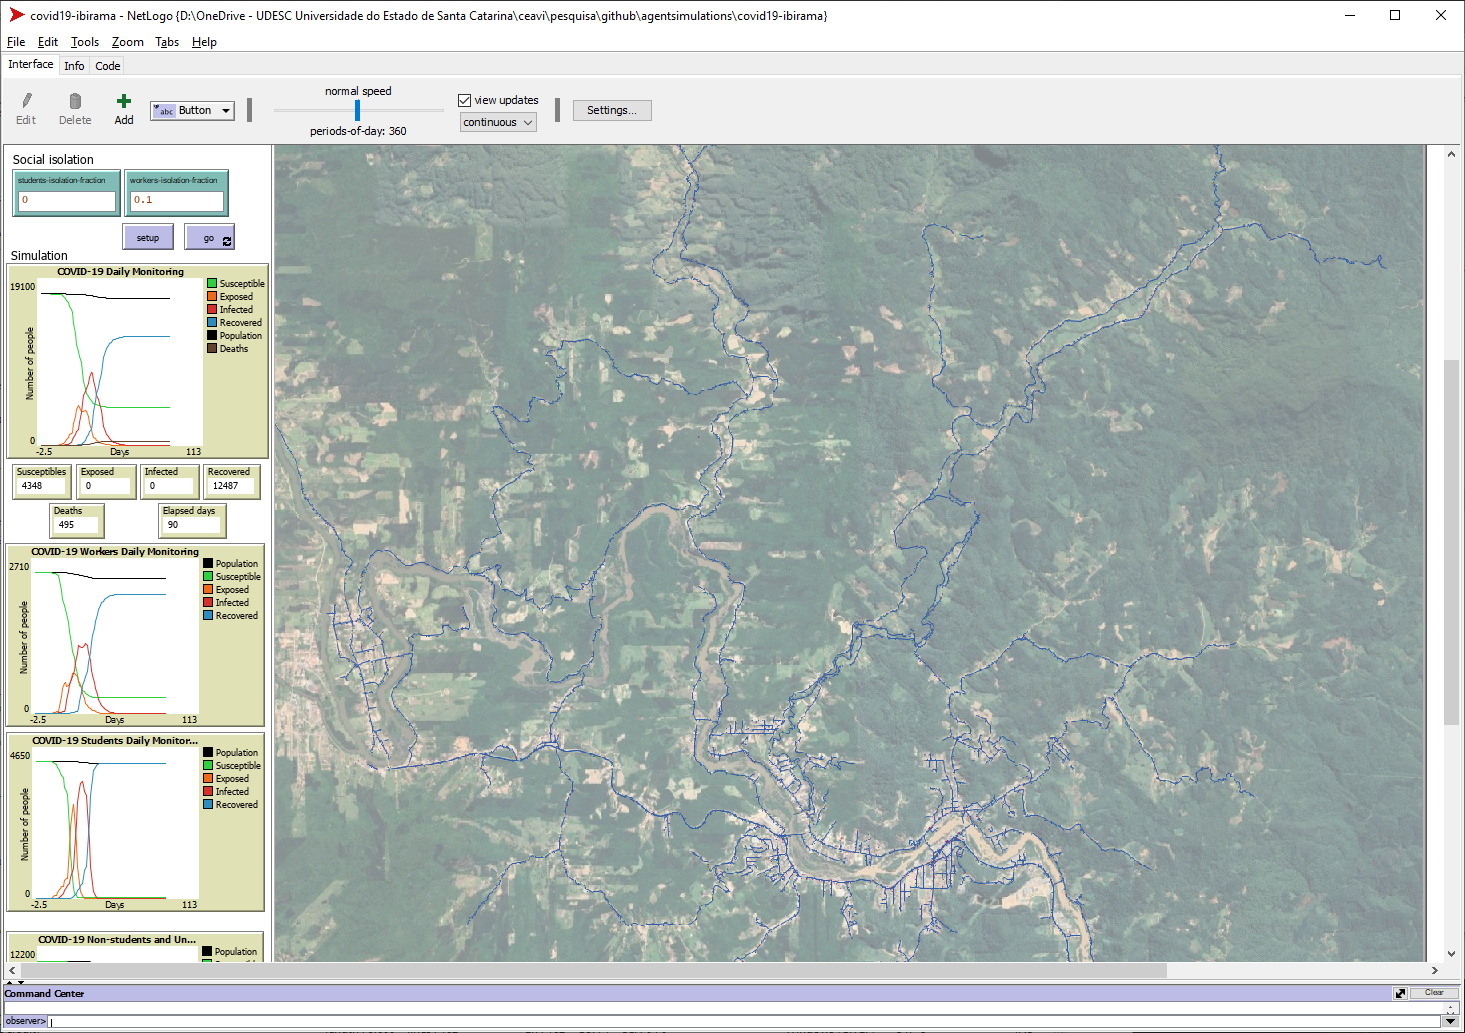 covid19-ibirama - NetLogo {D:\OneDrive - UDESC Universidade do Estado de Santa Catarina\ceavi\pesquisa\github\agentsimulations\covid19-ibirama}
File Edit Tools Zoom Tabs Help
Interface Info Code
Edit Delete Add
abc Button
normal speed
periods-of-day: 360
view updates
continuous
Settings...
Social isolation
students-isolation-fraction
0
workers-isolation-fraction
0.1
setup
go
Simulation
COVID-19 Daily Monitoring
Number of people
19100
0
-2.5
Days
113
Susceptible
Exposed
Infected
Recovered
Population
Deaths
Susceptibles
4348
Exposed
0
Infected
0
Recovered
12487
Deaths
495
Elapsed days
90
COVID-19 Workers Daily Monitoring
Number of people
2710
0
-2.5
Days
113
Population
Susceptible
Exposed
Infected
Recovered
COVID-19 Students Daily Monitor...
Number of people
4650
0
-2.5
Days
113
Population
Susceptible
Exposed
Infected
Recovered
COVID-19 Non-students and Un...
12200
Population
Command Center
Clear
observer>